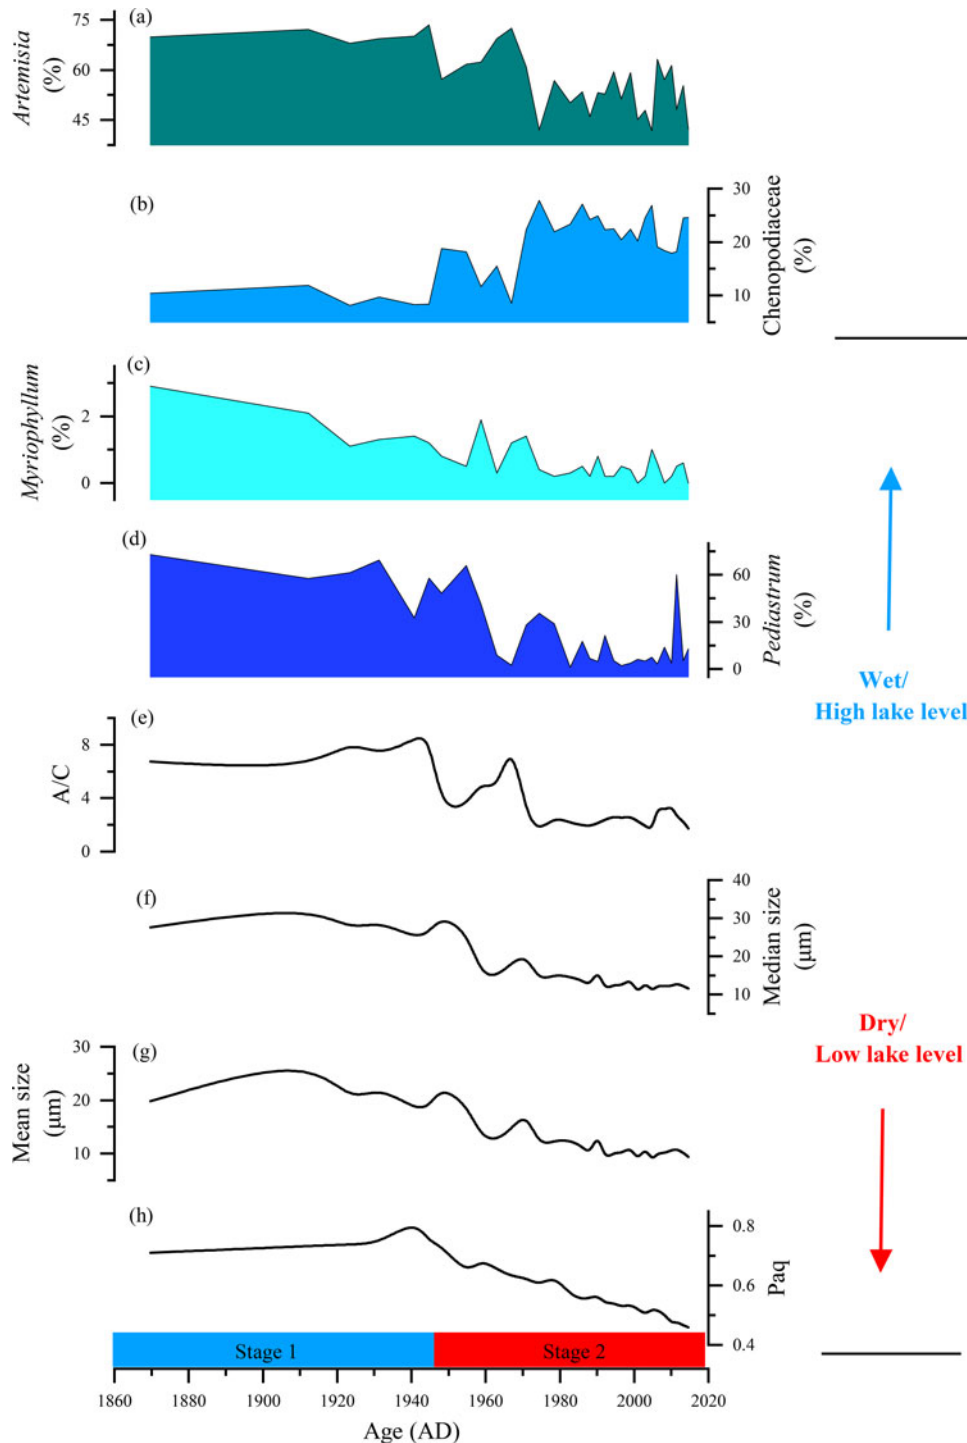 (a)
75
60
45
Artemisia
(%)
(b)
30
20
10
Chenopodiaceae
(%)
(c)
2
0
Myriophyllum
(%)
(d)
60
30
0
Pediastrum
(%)
Wet/
High lake level
(e)
8
4
0
A/C
(f)
40
30
20
10
Median size
(μm)
Dry/
Low lake level
(g)
30
20
10
Mean size
(μm)
(h)
0.8
0.6
0.4
Paq
Stage 1
Stage 2
1860 1880 1900 1920 1940 1960 1980 2000 2020
Age (AD)